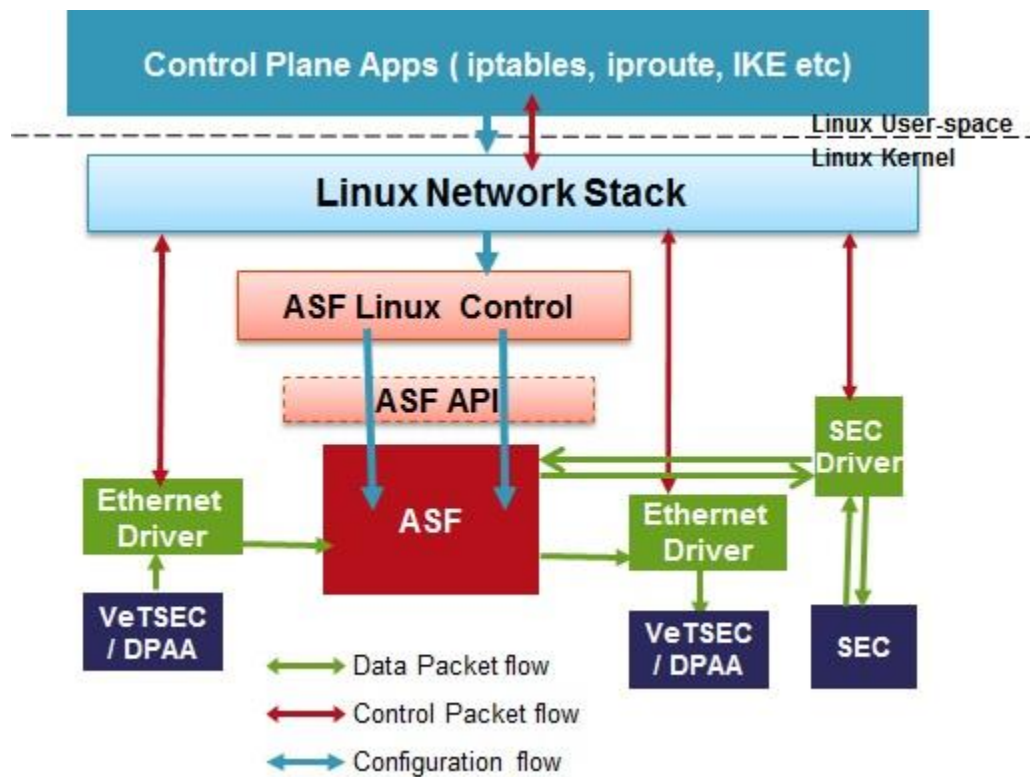 Control Plane Apps ( iptables, iproute, IKE etc)
Linux User-space
Linux Kernel
Linux Network Stack
ASF Linux Control
ASF API
SEC
Driver
Ethernet
Driver
ASF
Ethernet
Driver
VeTSEC
/ DPAA
VeTSEC
/ DPAA
SEC
Data Packet flow
Control Packet flow
Configuration flow